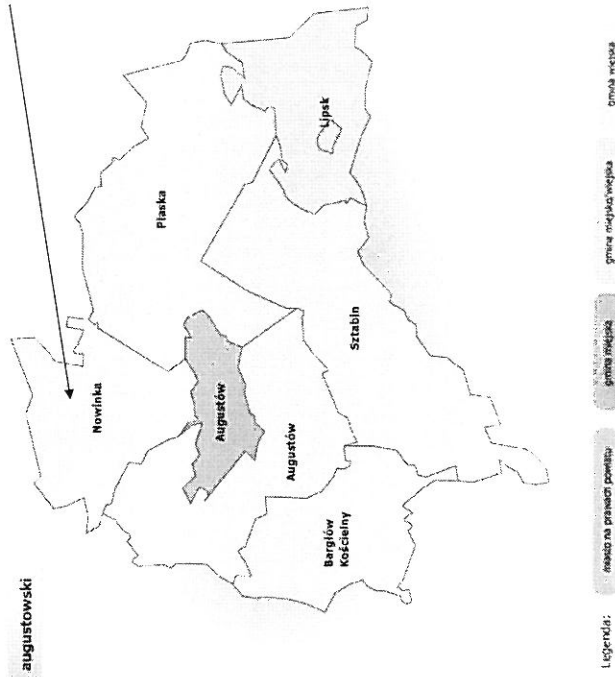 augustowski
Nowinka
Płaska
Lipsk
Augustów
Augustów
Sztabin
Bargłów
Kościelny
Legenda:
miasto na prawach powiatu
gmina miejska
gmina miejsko/wiejska
gmina wiejska